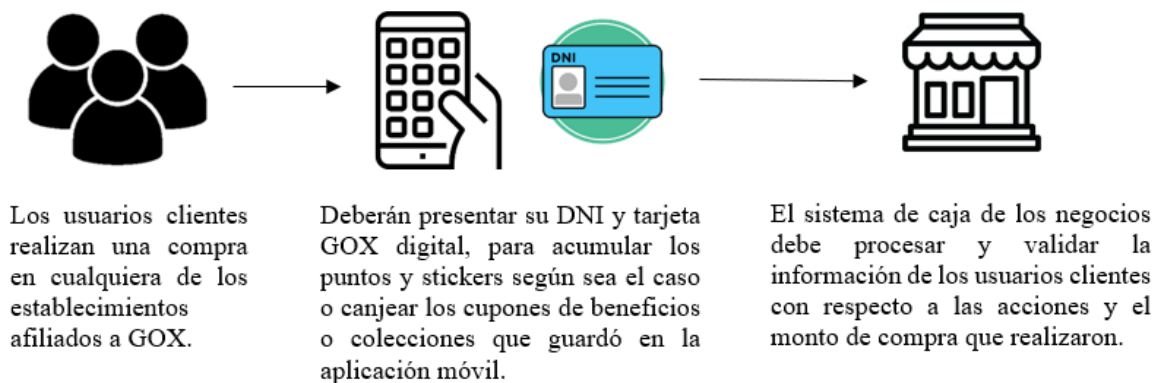 DNI
Los usuarios clientes
realizan una compra
en cualquiera de los
establecimientos
afiliados a GOX.
Deberán presentar su DNI y tarjeta
GOX digital, para acumular los
puntos y stickers según sea el caso
o canjear los cupones de beneficios
o colecciones que guardó en la
aplicación móvil.
El sistema de caja de los negocios
debe procesar y validar la
información de los usuarios clientes
con respecto a las acciones y el
monto de compra que realizaron.